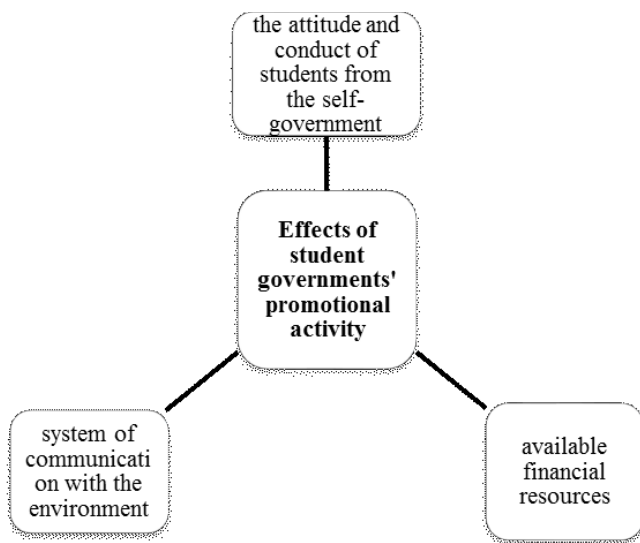 the attitude and
conduct of
students from
the self-
government
Effects of
student
governments'
promotional
activity
system of
communicati
on with the
environment
available
financial
resources